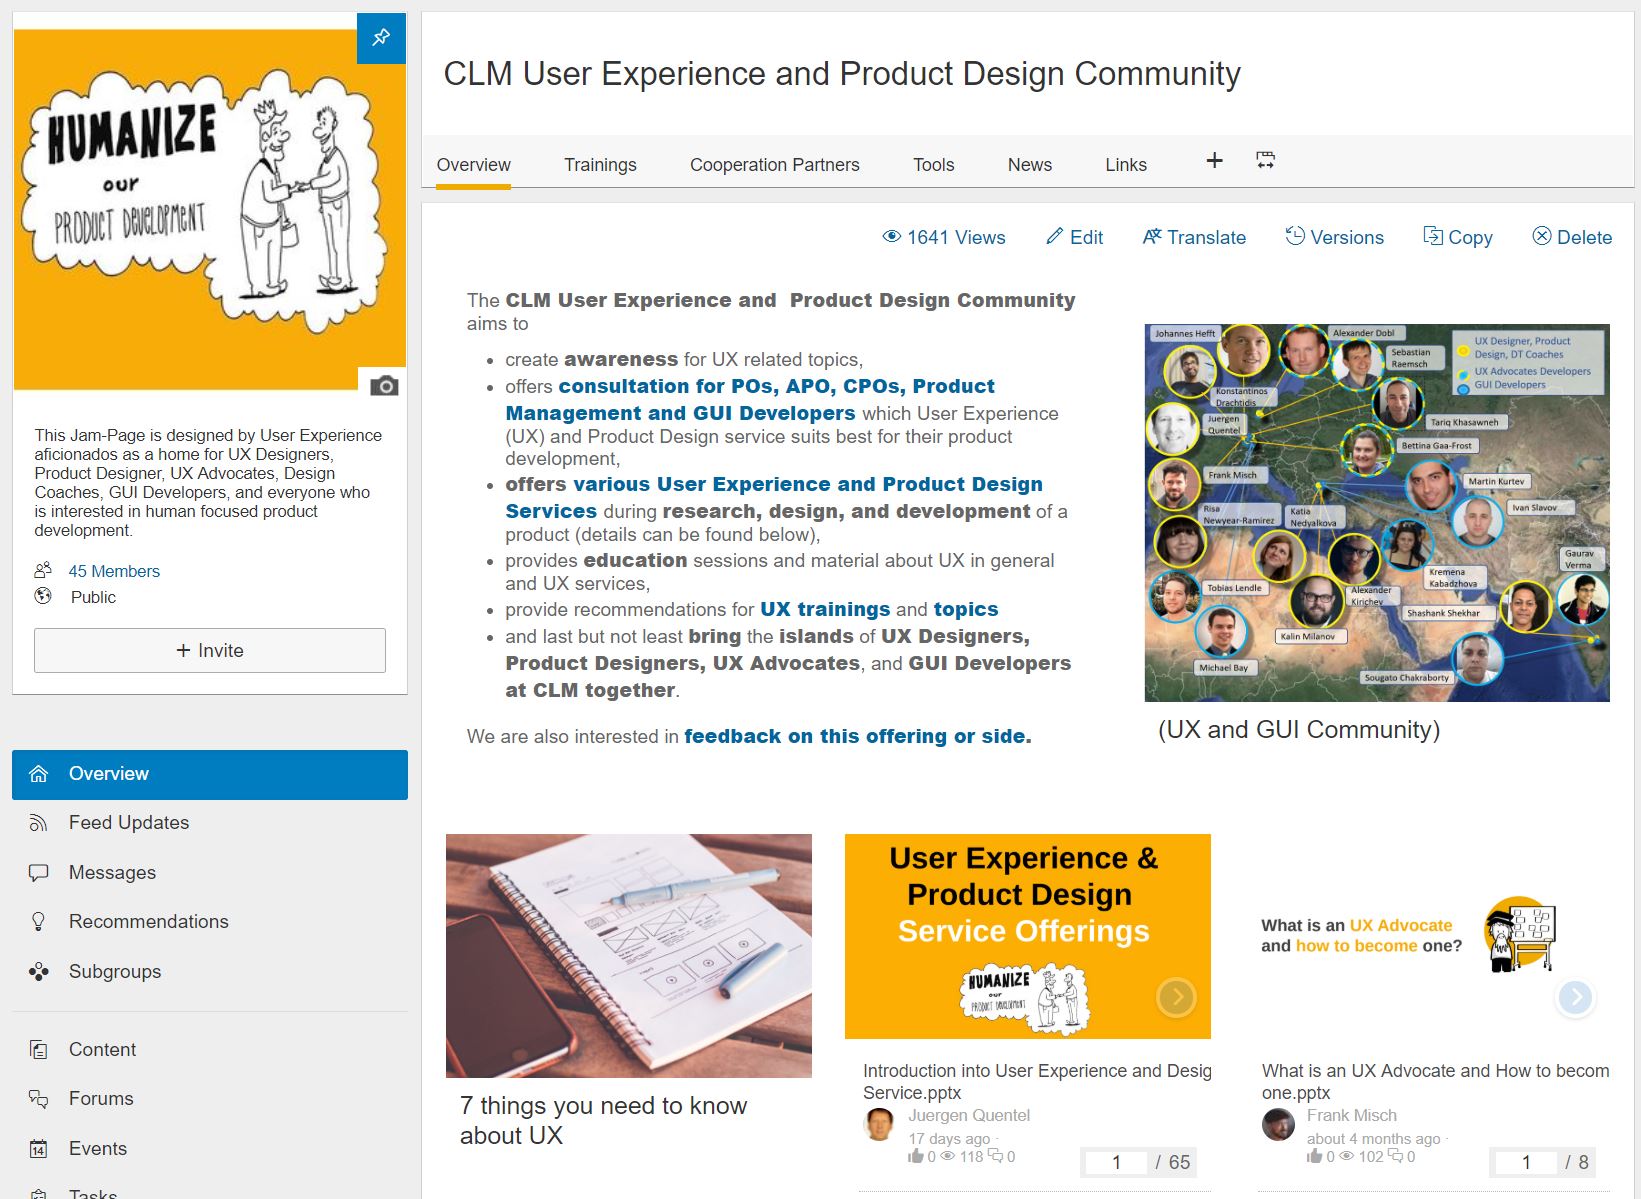 HUMANIZE
our
PRODUCT DEVELOPMENT
This Jam-Page is designed by User Experience
aficionados as a home for UX Designers,
Product Designer, UX Advocates, Design
Coaches, GUI Developers, and everyone who
is interested in human focused product
development.
45 Members
Public
+ Invite
Overview
Feed Updates
Messages
Recommendations
Subgroups
Content
Forums
14
Events
Tasks
CLM User Experience and Product Design Community
Overview Trainings Cooperation Partners Tools News Links +
1641 Views Edit Translate Versions Copy Delete
The CLM User Experience and Product Design Community
aims to
• create awareness for UX related topics,
• offers consultation for POs, APO, CPOs, Product
Management and GUI Developers which User Experience
(UX) and Product Design service suits best for their product
development,
• offers various User Experience and Product Design
Services during research, design, and development of a
product (details can be found below),
• provides education sessions and material about UX in general
and UX services,
• provide recommendations for UX trainings and topics
• and last but not least bring the islands of UX Designers,
Product Designers, UX Advocates, and GUI Developers
at CLM together.
We are also interested in feedback on this offering or side.
Johannes Hefft
Alexander Dobl
UX Designer, Product
Design, DT Coaches
UX Advocates Developers
GUI Developers
Sebastian
Raemsch
Konstantinos
Drachtidis
Juergen
Quentel
Tariq Khasawneh
Bettina Gaa-Frost
Frank Misch
Martin Kurtev
Ivan Slavov
Risa
Newyear-Ramirez
Katia
Nedyalkova
Gaurav
Verma
Kremena
Kabadzhova
Tobias Lendle
Alexander
Kirichev
Shashank Shekhar
Kalin Milanov
Michael Bay
Sougato Chakraborty
(UX and GUI Community)
7 things you need to know
about UX
User Experience &
Product Design
Service Offerings
HUMANIZE
our
PRODUCT DEVELOPMENT
Introduction into User Experience and Desig
Service.pptx
Juergen Quentel
17 days ago ·
0 118 0
1 / 65
What is an UX Advocate
and how to become one?
What is an UX Advocate and How to becom
one.pptx
Frank Misch
about 4 months ago ·
0 102 0
1 / 8